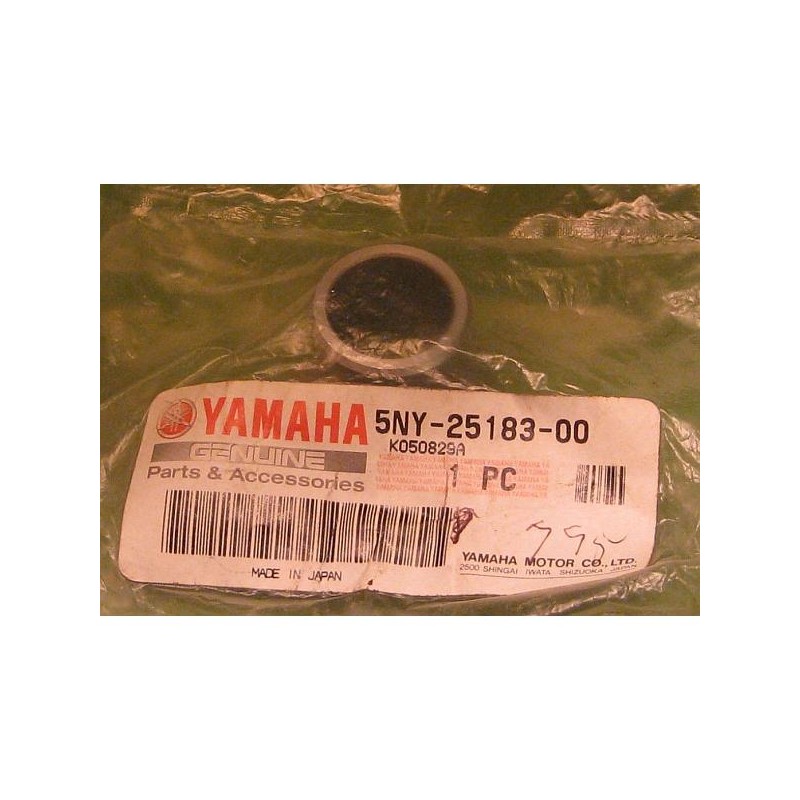 YAMAHA 5NY-25183-00
GENUINE K050829A
Parts & Accessories 1 PC
795
YAMAHA MOTOR CO., LTD.
2500 SHINGAI IWATA SHIZUOKA JAPAN
MADE IN JAPAN